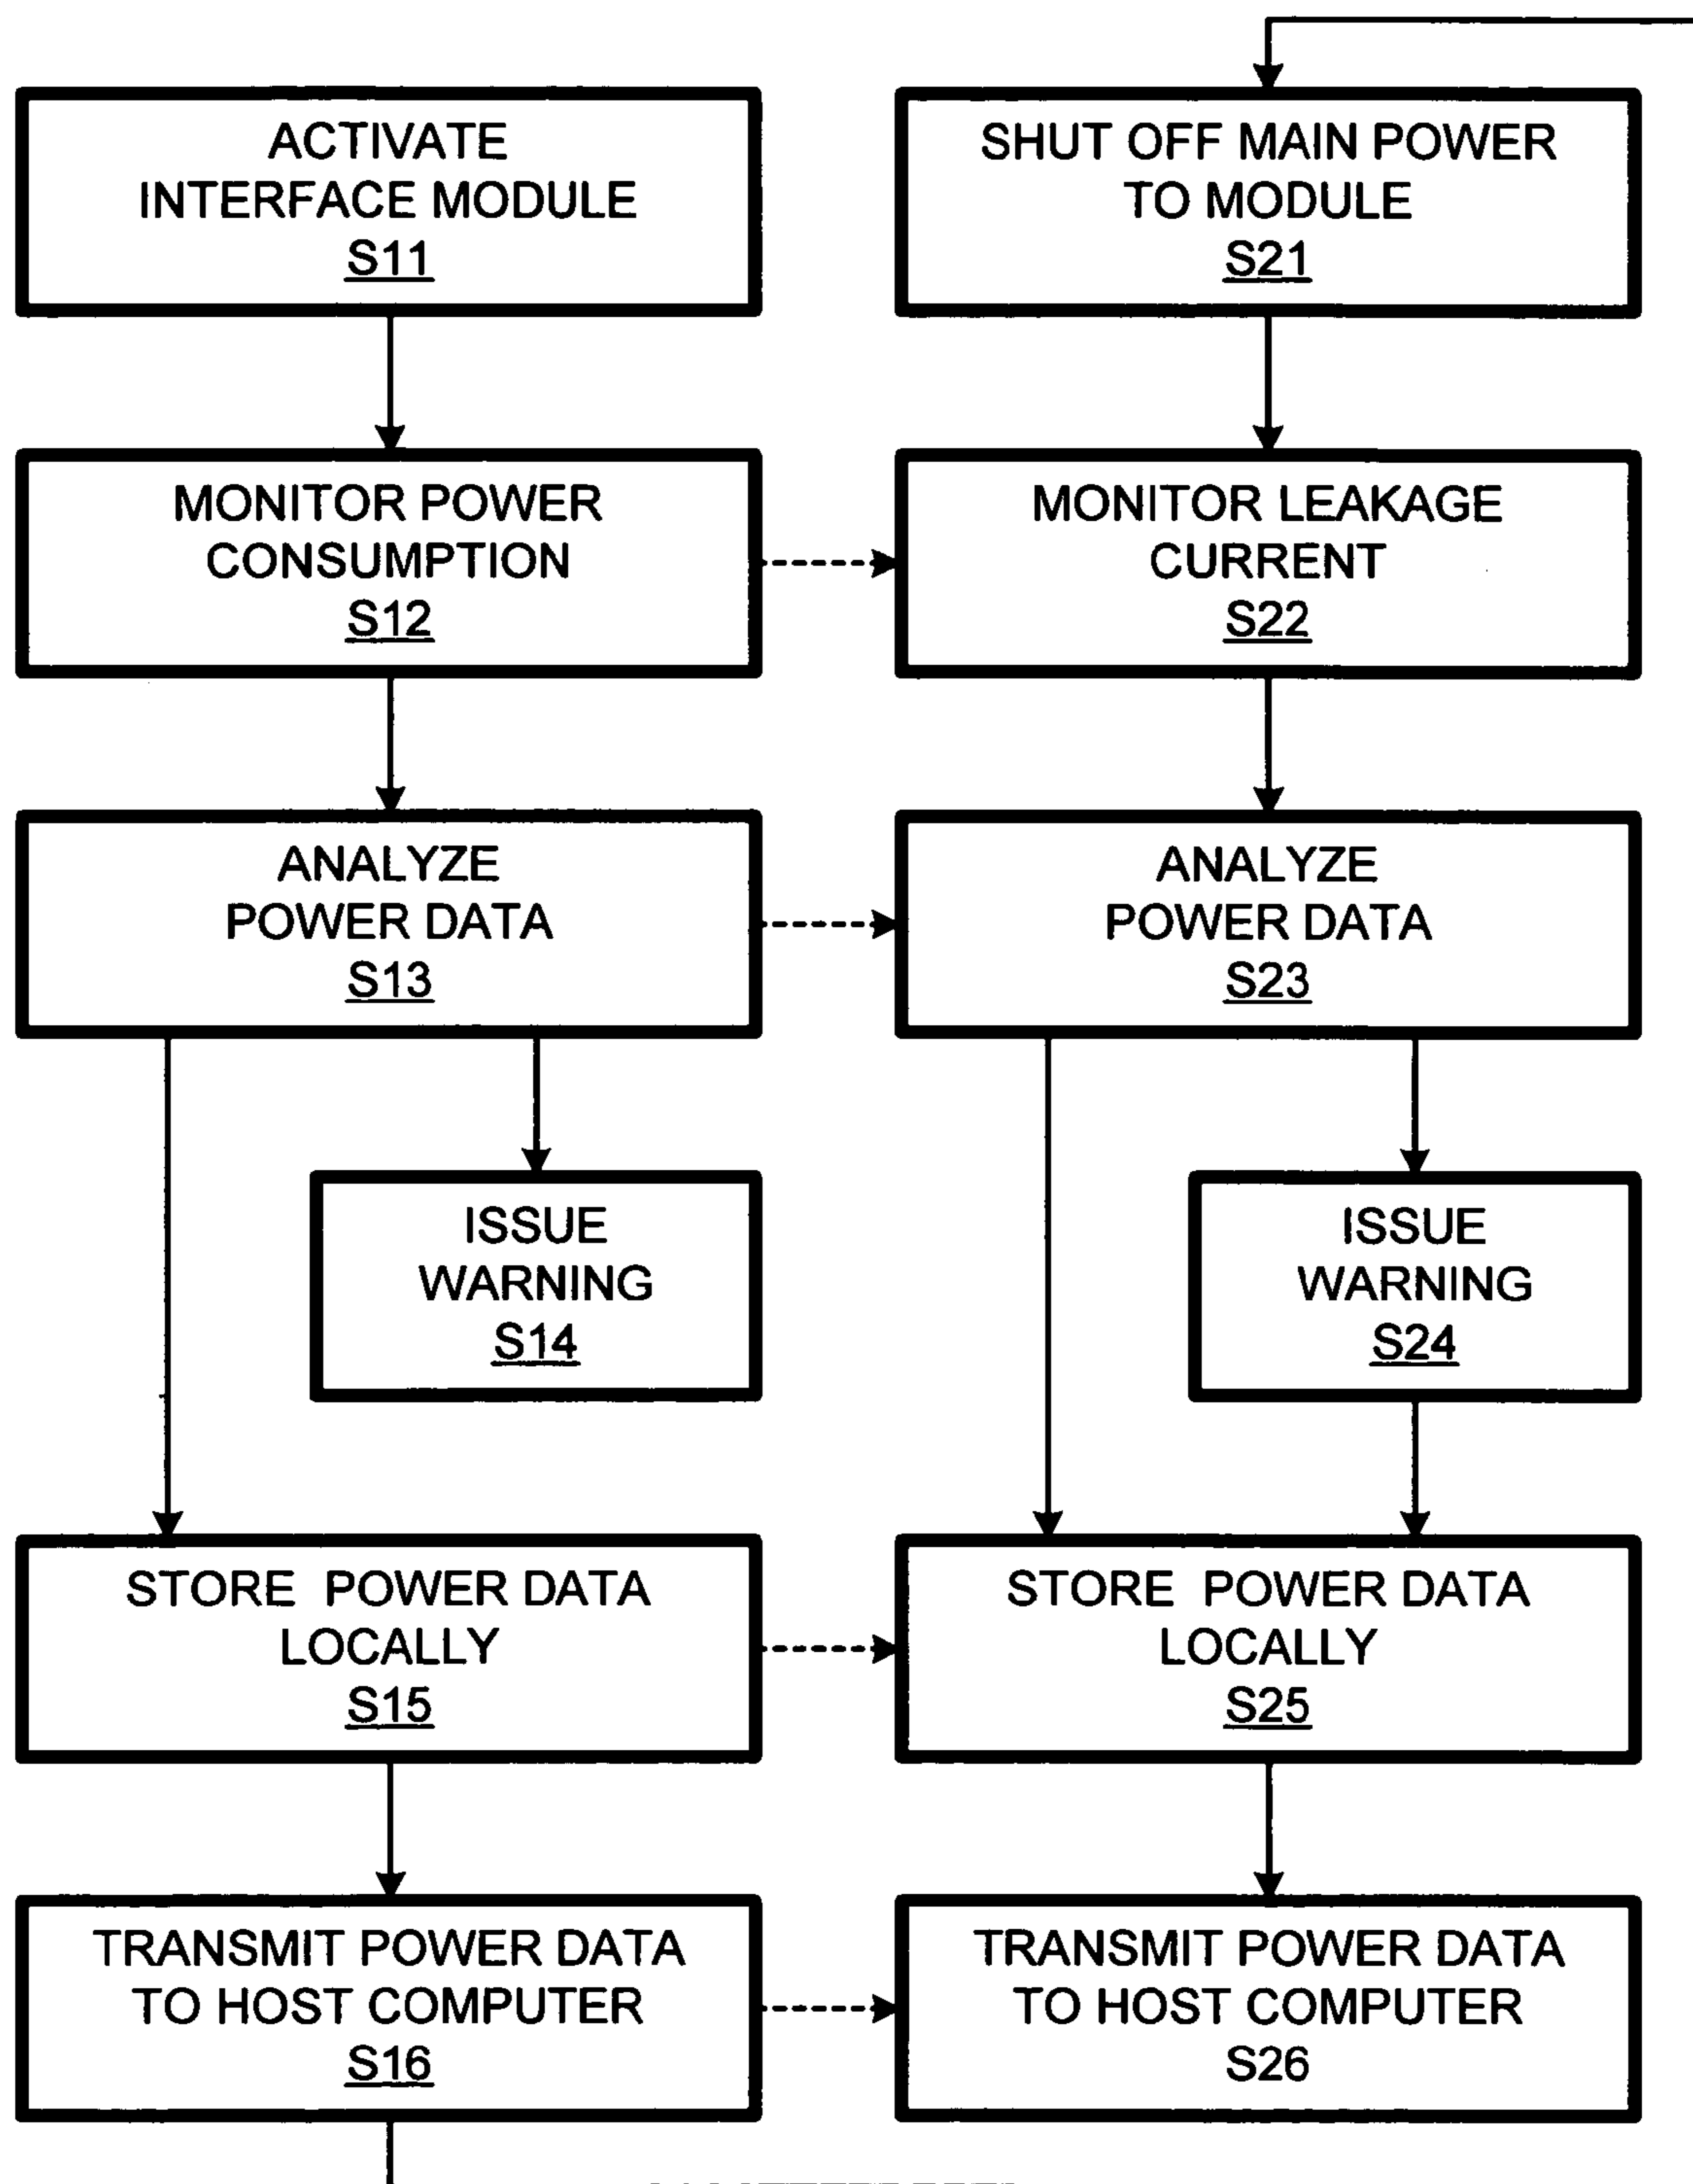 ACTIVATE
INTERFACE MODULE
S11
MONITOR POWER
CONSUMPTION
S12
ANALYZE
POWER DATA
S13
ISSUE
WARNING
S14
STORE POWER DATA
LOCALLY
S15
TRANSMIT POWER DATA
TO HOST COMPUTER
S16
SHUT OFF MAIN POWER
TO MODULE
S21
MONITOR LEAKAGE
CURRENT
S22
ANALYZE
POWER DATA
S23
ISSUE
WARNING
S24
STORE POWER DATA
LOCALLY
S25
TRANSMIT POWER DATA
TO HOST COMPUTER
S26